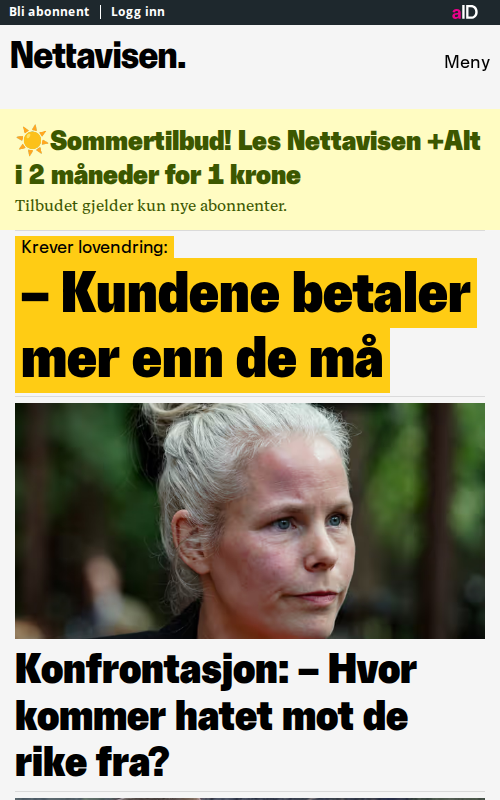 Bli abonnent | Logg inn
aID
Nettavisen.
Meny
☀️Sommertilbud! Les Nettavisen +Alt
i 2 måneder for 1 krone
Tilbudet gjelder kun nye abonnenter.
Krever lovendring:
– Kundene betaler
mer enn de må
Konfrontasjon: – Hvor
kommer hatet mot de
rike fra?